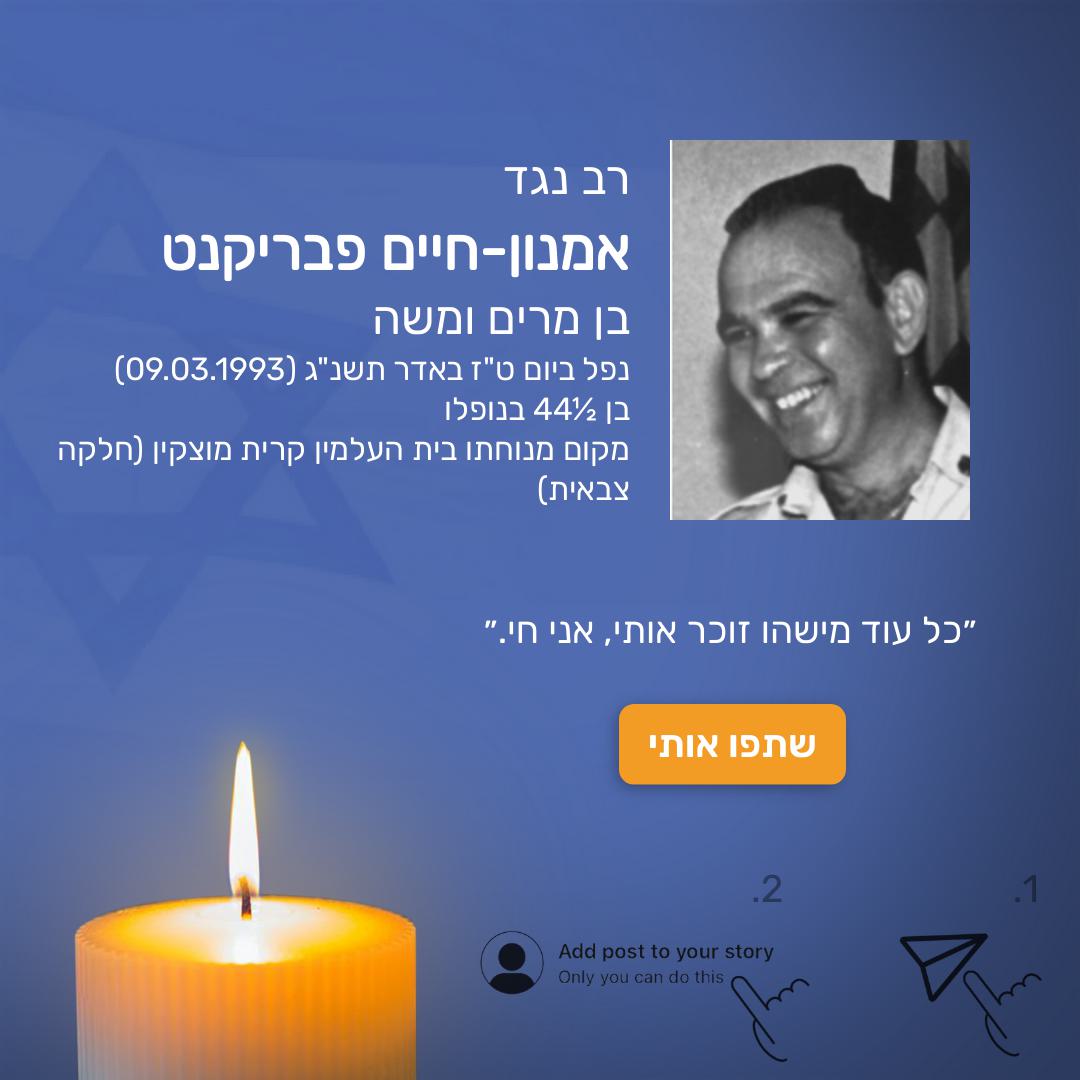 רב נגד
אמנון-חיים פבריקנט
בן מרים ומשה
נפל ביום ט"ז באדר תשנ"ג (09.03.1993)
בן 44½ בנופלו
מקום מנוחתו בית העלמין קרית מוצקין (חלקה
צבאית)
״כל עוד מישהו זוכר אותי, אני חי.״
שתפו אותי
.1
.2
Add post to your story
Only you can do this